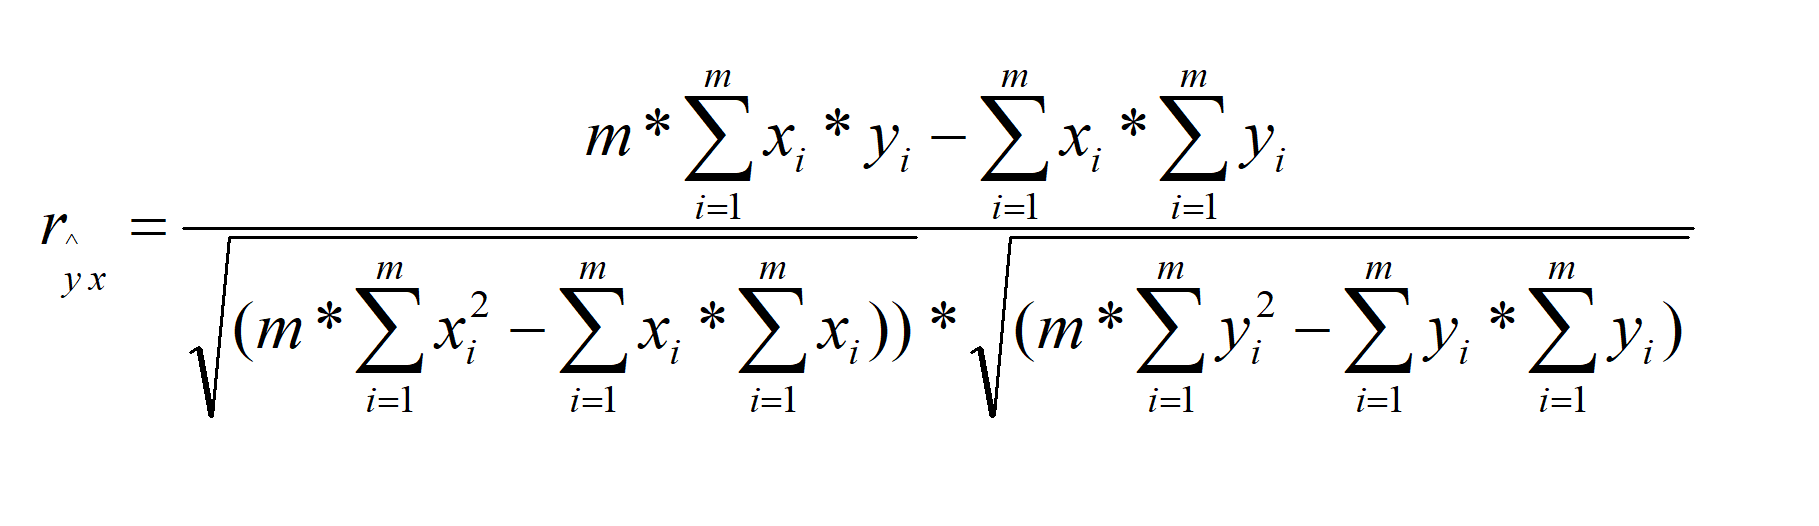 r_{\hat{y}x} = \frac{m*\sum_{i=1}^{m} x_i * y_i - \sum_{i=1}^{m} x_i * \sum_{i=1}^{m} y_i}{\sqrt{(m*\sum_{i=1}^{m} x_i^2 - \sum_{i=1}^{m} x_i * \sum_{i=1}^{m} x_i))} * \sqrt{(m*\sum_{i=1}^{m} y_i^2 - \sum_{i=1}^{m} y_i * \sum_{i=1}^{m} y_i)}}